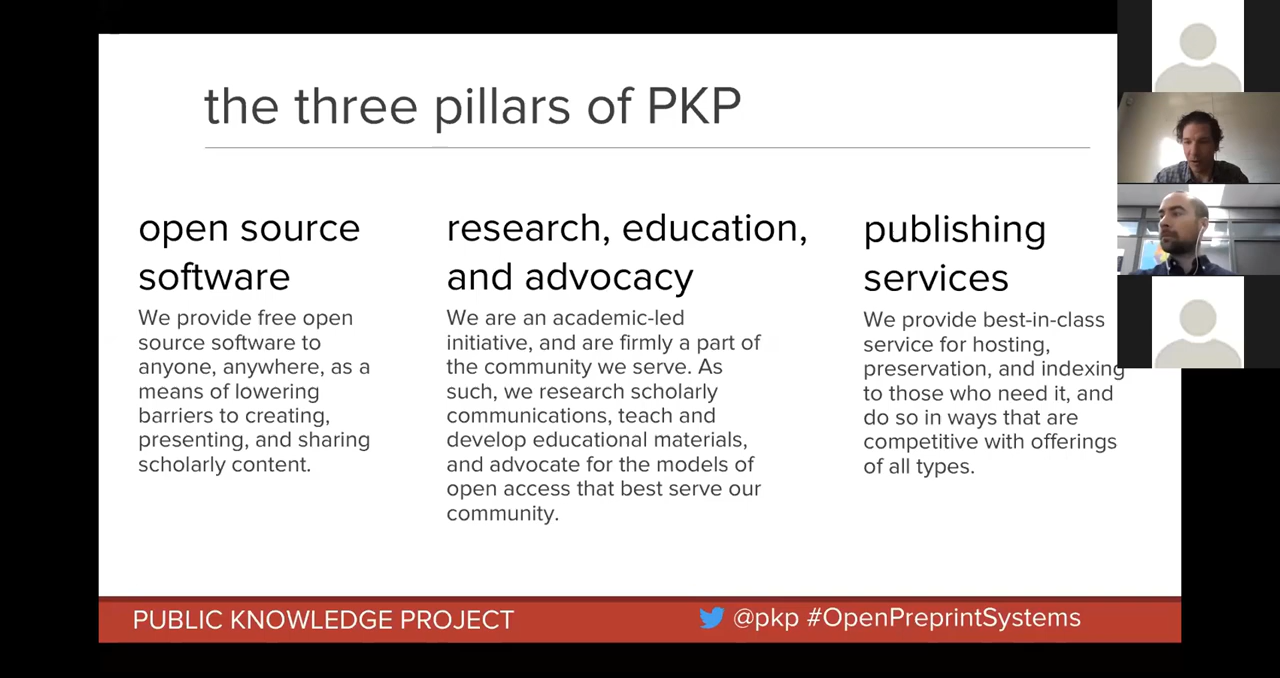 the three pillars of PKP
open source
software
We provide free open
source software to
anyone, anywhere, as a
means of lowering
barriers to creating,
presenting, and sharing
scholarly content.
research, education,
and advocacy
We are an academic-led
initiative, and are firmly a part of
the community we serve. As
such, we research scholarly
communications, teach and
develop educational materials,
and advocate for the models of
open access that best serve our
community.
publishing
services
We provide best-in-class
service for hosting,
preservation, and indexing
to those who need it, and
do so in ways that are
competitive with offerings
of all types.
PUBLIC KNOWLEDGE PROJECT
@pkp #OpenPreprintSystems